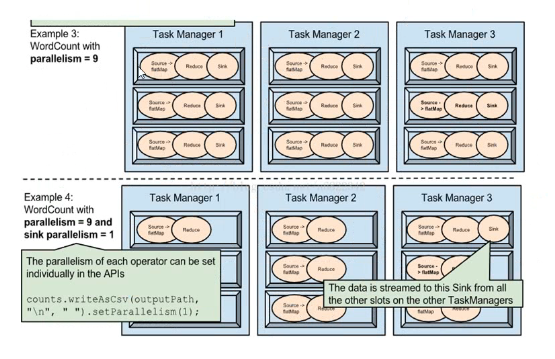 Example 3:
WordCount with
parallelism = 9
Task Manager 1
Task Manager 2
Task Manager 3
Source -> flatMap Reduce Sink
Source -> flatMap Reduce Sink
Source -> flatMap Reduce Sink
Source -> flatMap Reduce Sink
Source -> flatMap Reduce Sink
Source - > flatMap Reduce Sink
Source -> flatMap Reduce Sink
Source -> flatMap Reduce Sink
Source -> flatMap Reduce Sink
Example 4:
WordCount with
parallelism = 9 and
sink parallelism = 1
Task Manager 1
Task Manager 2
Task Manager 3
Source -> flatMap Reduce
Source -> flatMap Reduce
Source -> flatMap Reduce Sink
The parallelism of each operator can be set
individually in the APIs
counts.writeAsCsv(outputPath,
"\n", " ").setParallelism(1);
Source -> flatMap Reduce
Source - > flatMap Reduce
Source -> flatMap Reduce
The data is streamed to this Sink from all
the other slots on the other TaskManagers